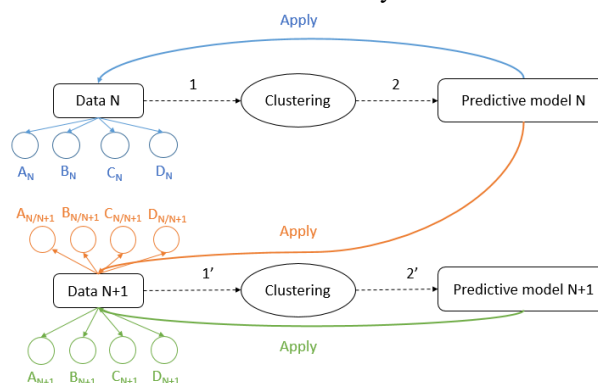 Apply
Data N
1
Clustering
2
Predictive model N
A_N B_N C_N D_N
A_N/N+1 B_N/N+1 C_N/N+1 D_N/N+1
Apply
Data N+1
1'
Clustering
2'
Predictive model N+1
Apply
A_N+1 B_N+1 C_N+1 D_N+1